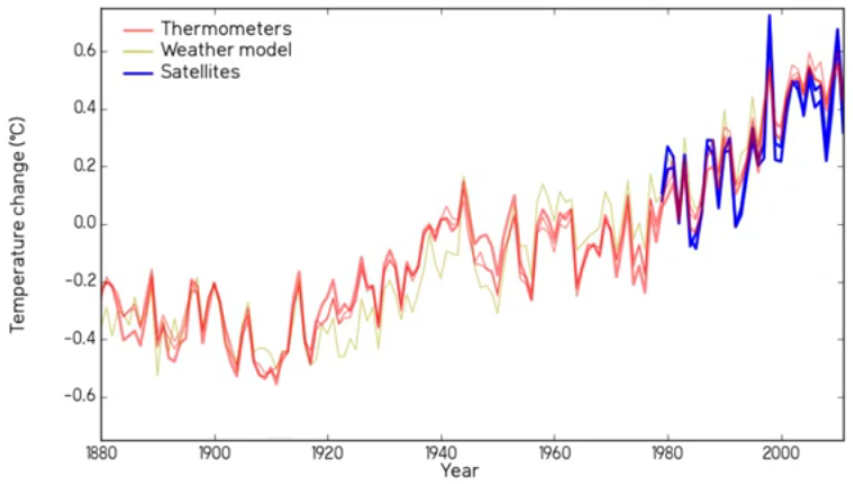 Thermometers
Weather model
Satellites
Temperature change (°C)
0.6
0.4
0.2
0.0
−0.2
−0.4
−0.6
1880 1900 1920 1940 1960 1980 2000
Year